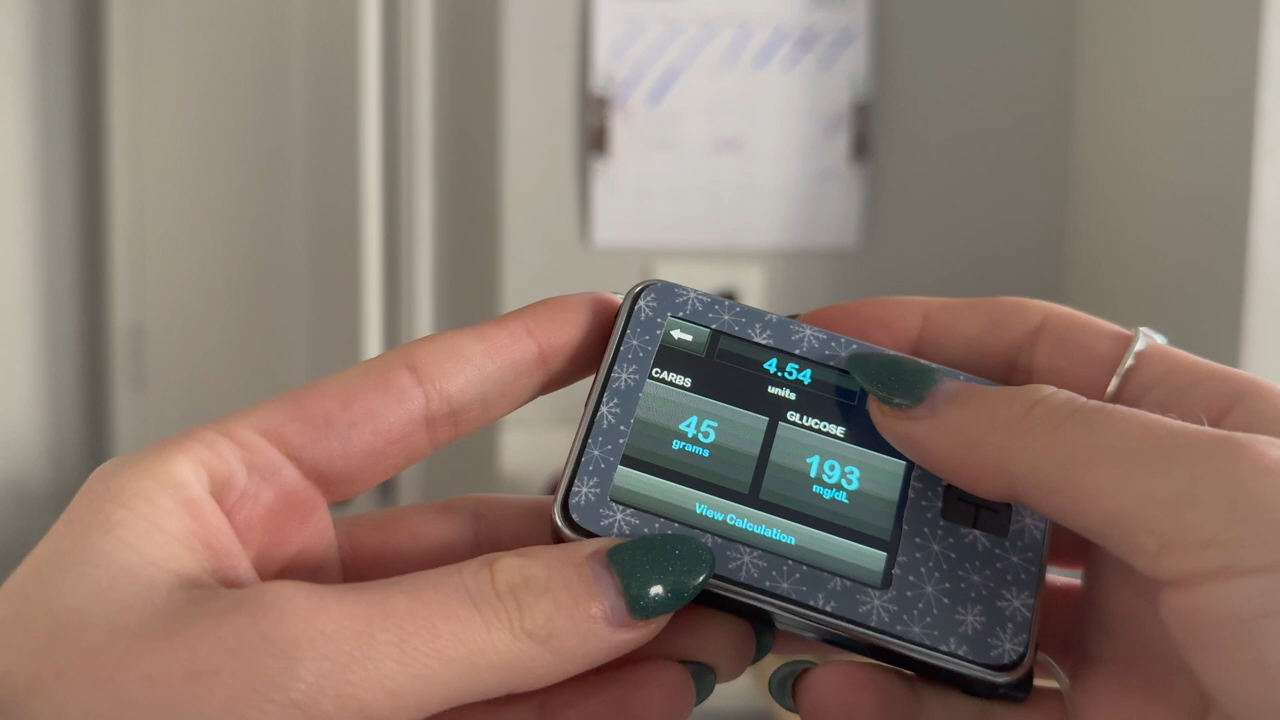 4.54
units
CARBS
45
grams
GLUCOSE
193
mg/dL
View Calculation